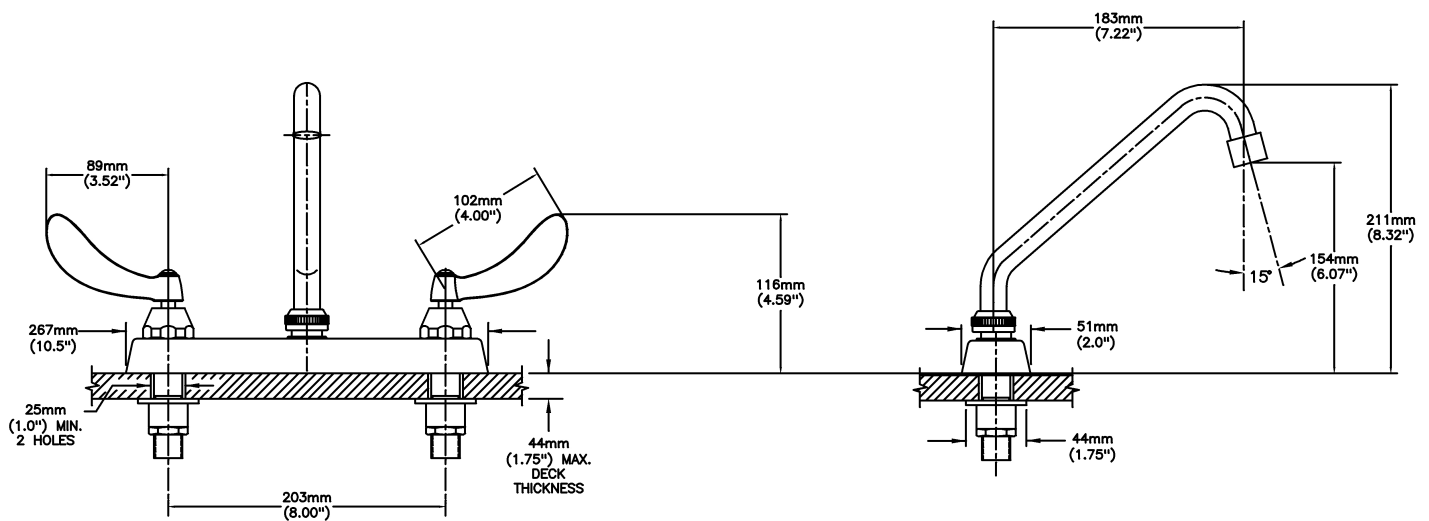 183mm
(7.22")
89mm
(3.52")
102mm
(4.00")
211mm
(8.32")
154mm
(6.07")
15°
116mm
(4.59")
267mm
(10.5")
51mm
(2.0")
25mm
(1.0") MIN.
2 HOLES
44mm
(1.75") MAX.
DECK
THICKNESS
44mm
(1.75")
203mm
(8.00")